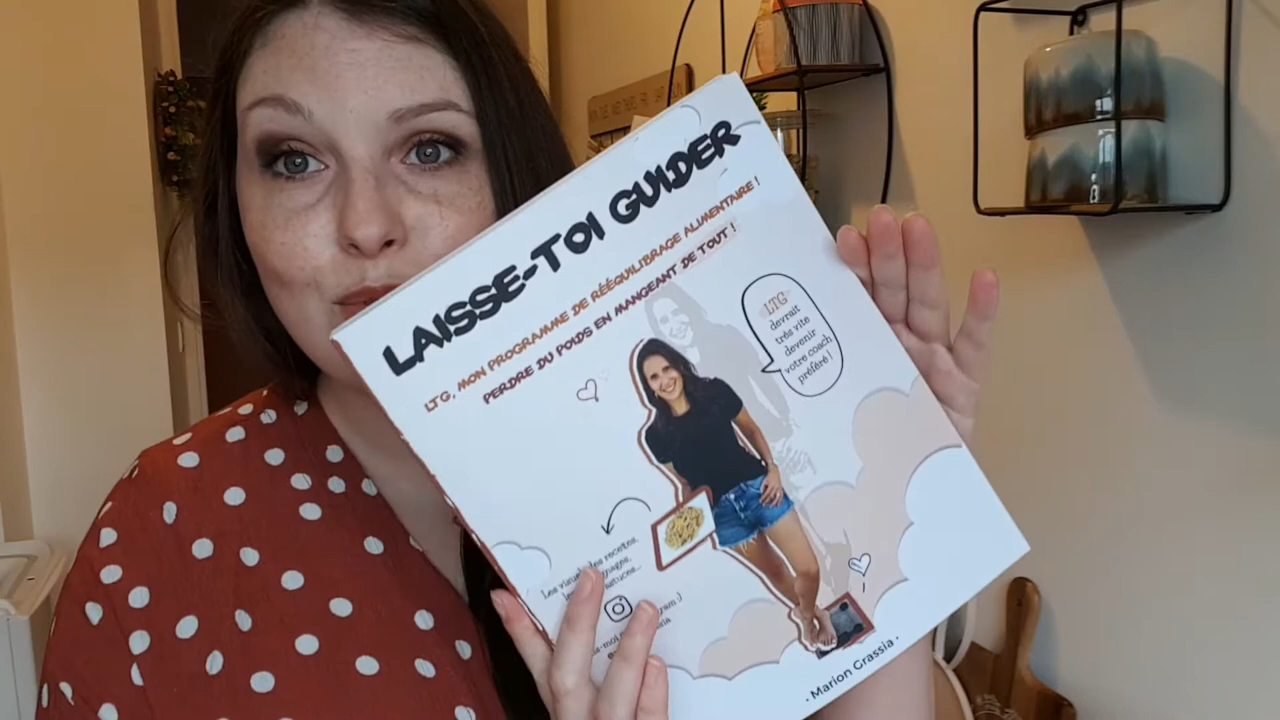 LAISSE-TOI GUIDER
LTG, MON PROGRAMME DE RÉÉQUILIBRAGE ALIMENTAIRE !
PERDRE DU POIDS EN MANGEANT DE TOUT !
LTG
devrait
très vite
devenir
votre coach
préféré !
Les visuels des recettes,
· Marion Grassia ·